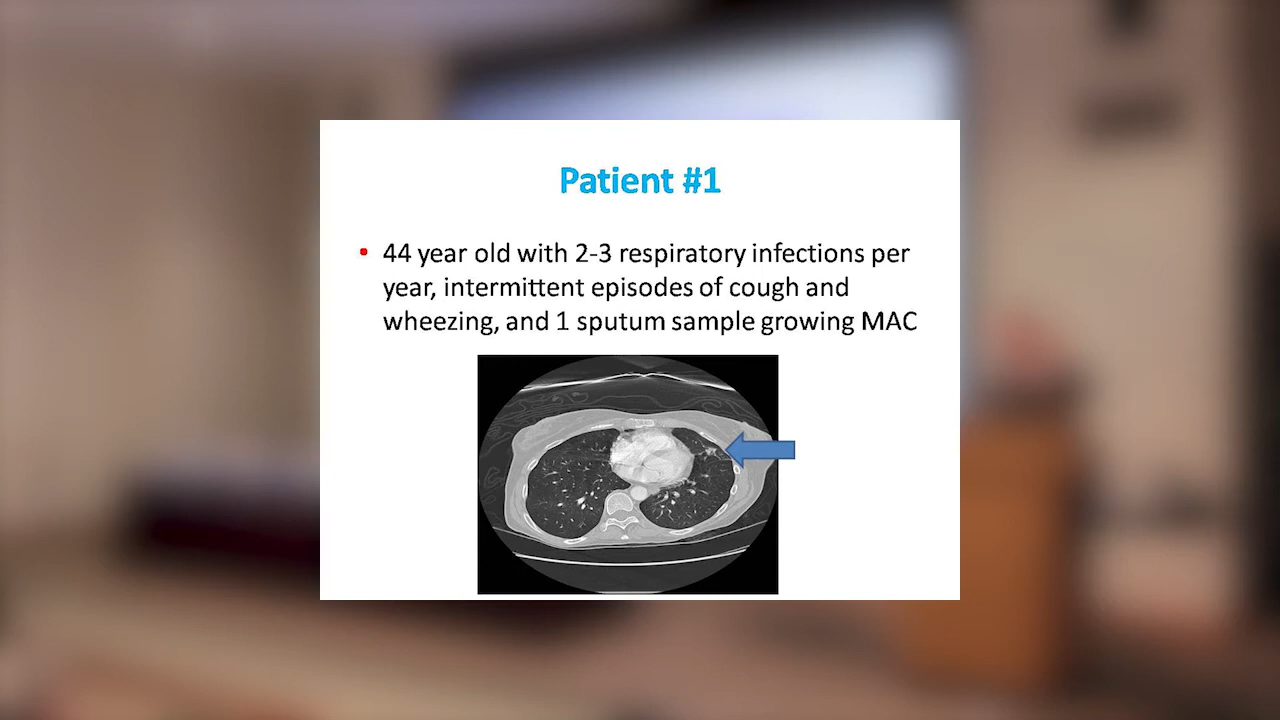 Patient #1
• 44 year old with 2-3 respiratory infections per
year, intermittent episodes of cough and
wheezing, and 1 sputum sample growing MAC